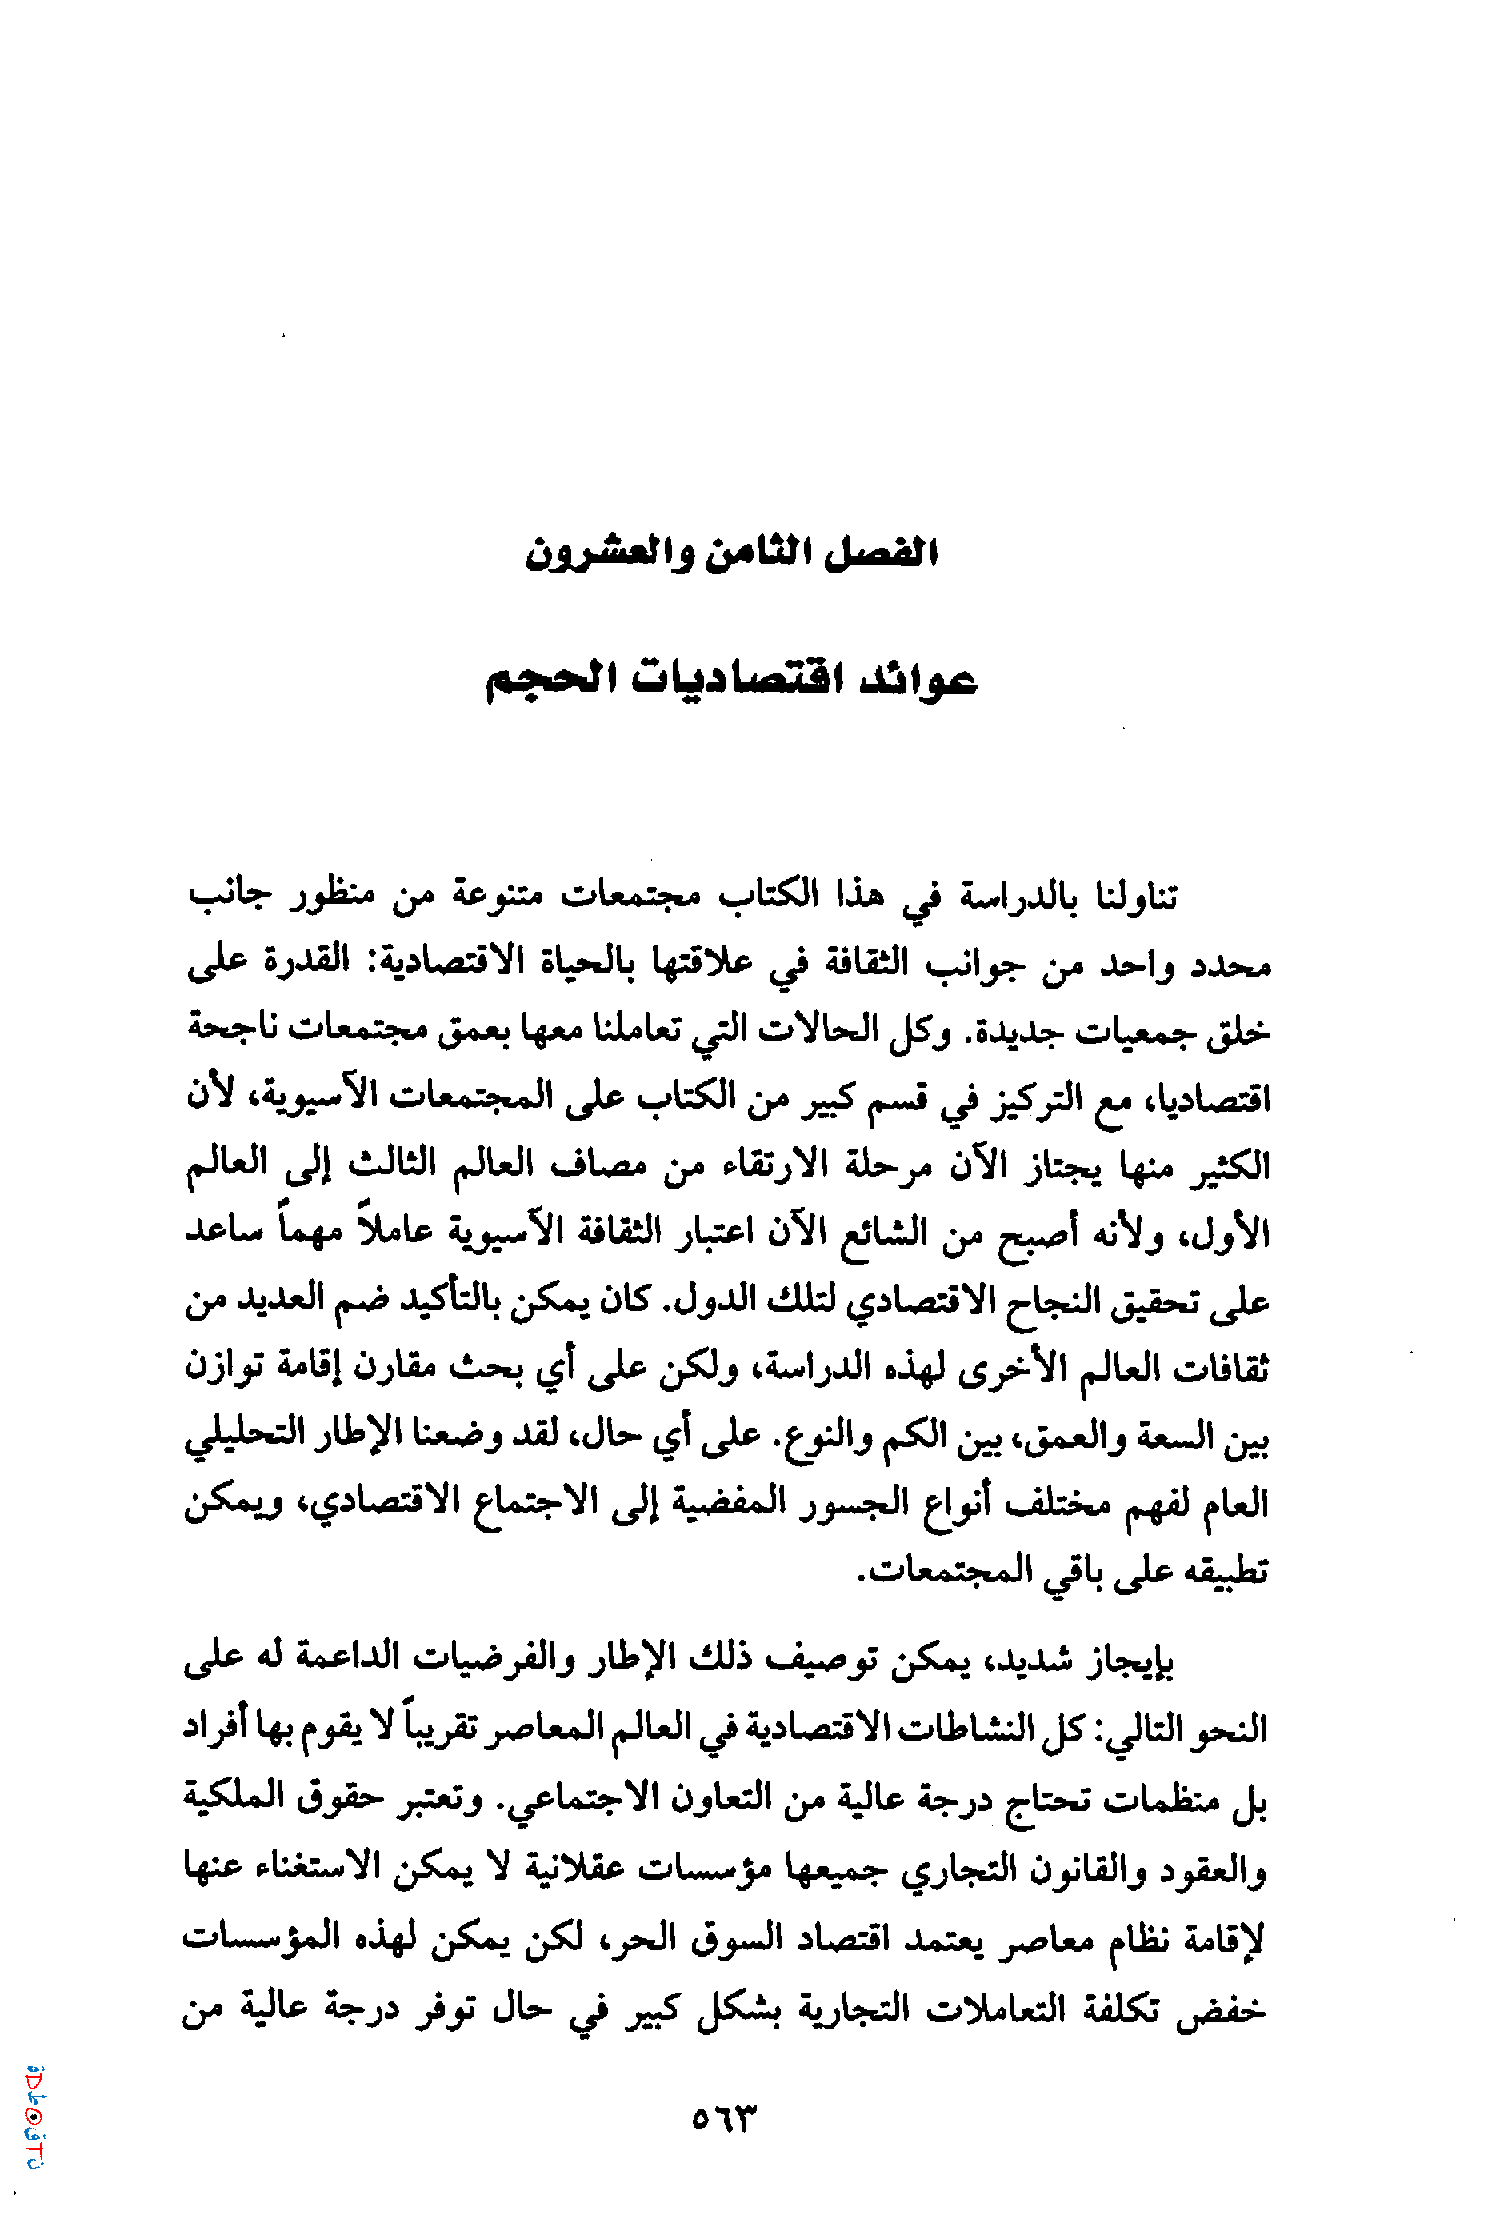 الفصل الثامن والعشرون
عوائد اقتصاديات الحجم
تناولنا بالدراسة في هذا الكتاب مجتمعات متنوعة من منظور جانب
محدد واحد من جوانب الثقافة في علاقتها بالحياة الاقتصادية: القدرة على
خلق جمعيات جديدة. وكل الحالات التي تعاملنا معها بعمق مجتمعات ناجحة
اقتصاديا، مع التركيز في قسم كبير من الكتاب على المجتمعات الآسيوية، لأن
الكثير منها يجتاز الآن مرحلة الارتقاء من مصاف العالم الثالث إلى العالم
الأول، ولأنه أصبح من الشائع الآن اعتبار الثقافة الآسيوية عاملاً مهماً ساعد
على تحقيق النجاح الاقتصادي لتلك الدول. كان يمكن بالتأكيد ضم العديد من
ثقافات العالم الأخرى لهذه الدراسة، ولكن على أي بحث مقارن إقامة توازن
بين السعة والعمق، بين الكم والنوع. على أي حال، لقد وضعنا الإطار التحليلي
العام لفهم مختلف أنواع الجسور المفضية إلى الاجتماع الاقتصادي، ويمكن
تطبيقه على باقي المجتمعات.
بإيجاز شديد، يمكن توصيف ذلك الإطار والفرضيات الداعمة له على
النحو التالي: كل النشاطات الاقتصادية في العالم المعاصر تقريباً لا يقوم بها أفراد
بل منظمات تحتاج درجة عالية من التعاون الاجتماعي. وتعتبر حقوق الملكية
والعقود والقانون التجاري جميعها مؤسسات عقلانية لا يمكن الاستغناء عنها
لإقامة نظام معاصر يعتمد اقتصاد السوق الحر، لكن يمكن لهذه المؤسسات
خفض تكلفة التعاملات التجارية بشكل كبير في حال توفر درجة عالية من
٥٦٣